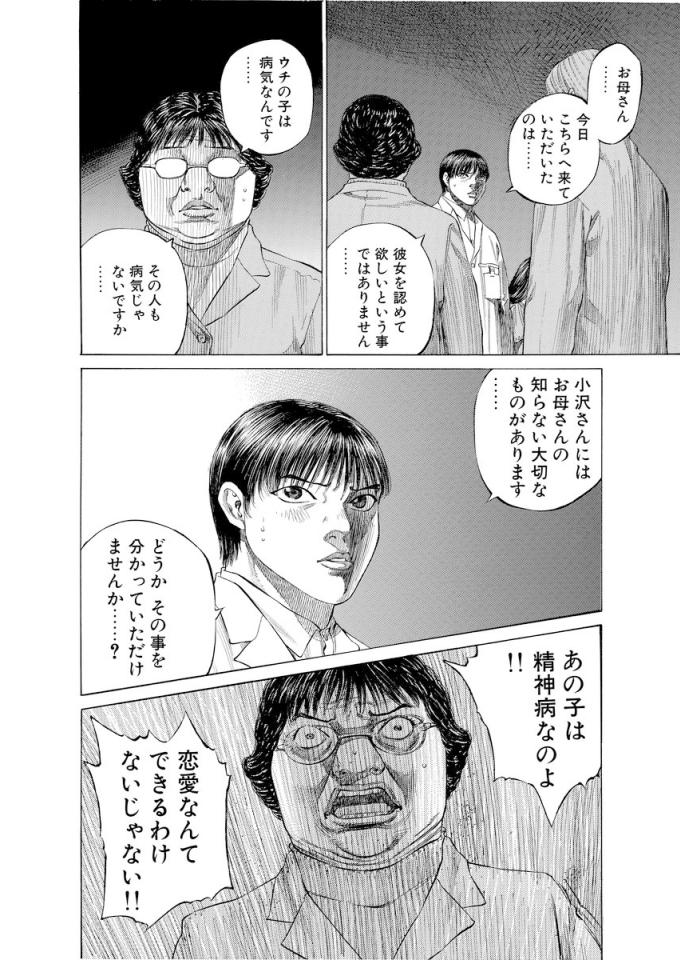 お母さん
……
今日
こちらへ来て
いただいた
のは……
彼女を認めて
欲しいという事
ではありません
……
ウチの子は
病気なんです
……
その人も
病気じゃ
ないですか
……
小沢さんには
お母さんの
知らない大切な
ものがあります
……
どうか その事を
分かっていただけ
ませんか……？
あの子は
精神病なのよ
!!
恋愛なんて
できるわけ
ないじゃない!!